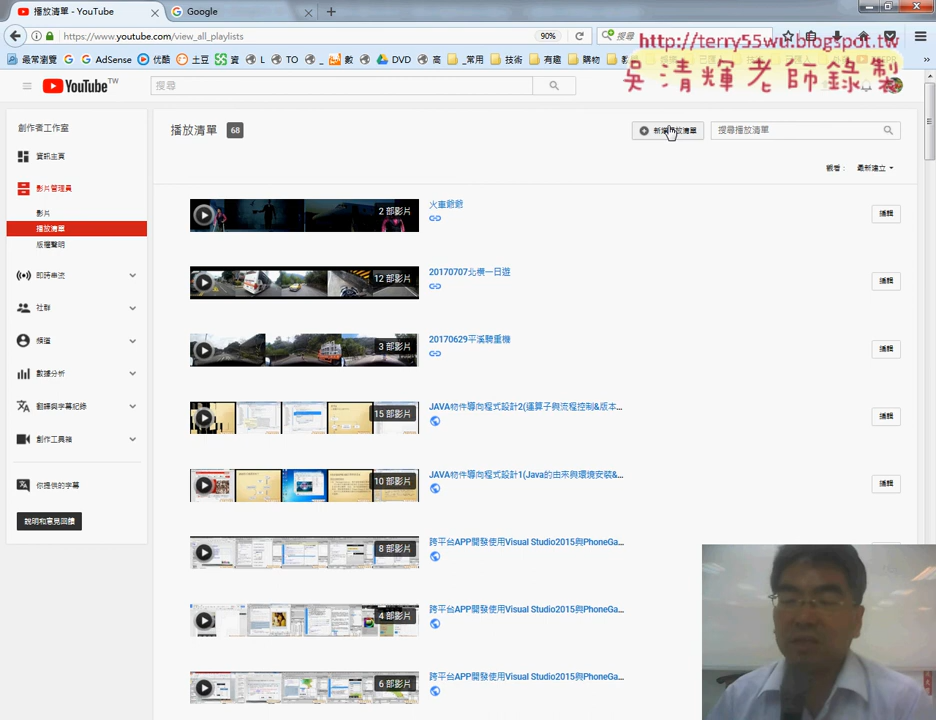 播放清單 - YouTube
Google
https://www.youtube.com/view_all_playlists
90%
搜尋
http://terry55wu.blogspot.tw
吳清輝老師錄製
最常瀏覽
AdSense
优酷
土豆
資
L
TO
數
DVD
高
_常用
技術
有趣
購物
YouTube TW
搜尋
創作者工作室
資訊主頁
影片管理員
影片
播放清單
版權聲明
即時串流
社群
頻道
數據分析
翻譯與字幕記錄
創作工具箱
你提供的字幕
說明和意見回饋
播放清單 68
新增播放清單
搜尋播放清單
觀看：
最新建立
2 部影片
火車爺爺
編輯
12 部影片
20170707北橫一日遊
編輯
3 部影片
20170629平溪騎重機
編輯
15 部影片
JAVA物件導向程式設計2(運算子與流程控制&版本...
編輯
10 部影片
JAVA物件導向程式設計1(Java的由來與環境安裝&...
編輯
8 部影片
跨平台APP開發使用Visual Studio2015與PhoneGa...
4 部影片
跨平台APP開發使用Visual Studio2015與PhoneGa...
6 部影片
跨平台APP開發使用Visual Studio2015與PhoneGa...